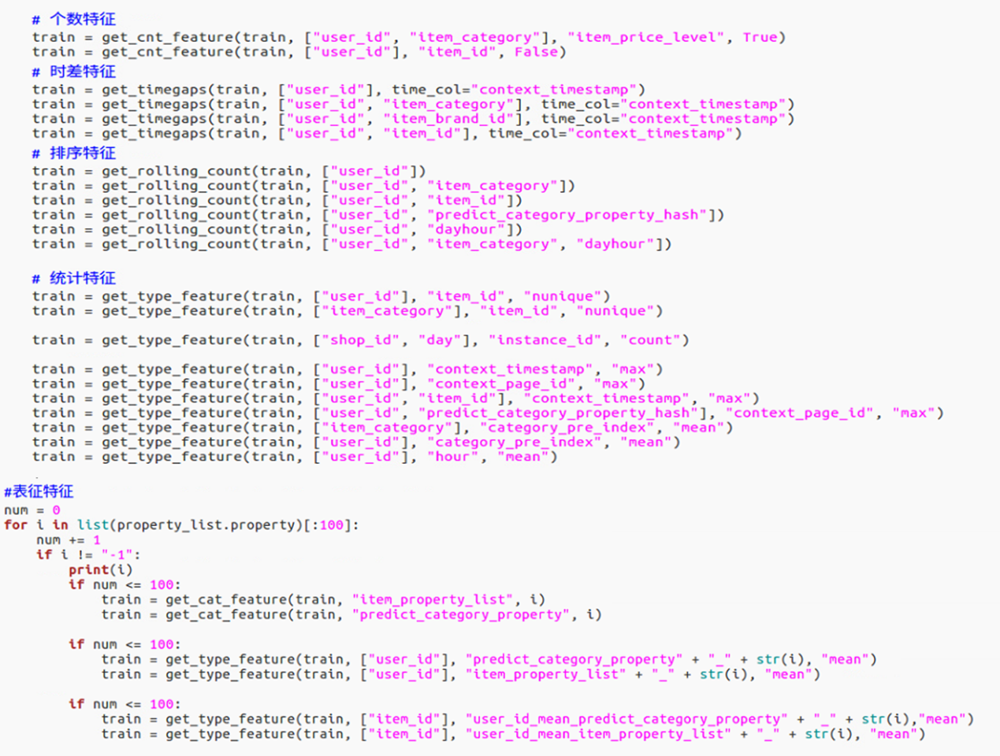 # 个数特征
train = get_cnt_feature(train, ["user_id", "item_category"], "item_price_level", True)
train = get_cnt_feature(train, ["user_id"], "item_id", False)
# 时差特征
train = get_timegaps(train, ["user_id"], time_col="context_timestamp")
train = get_timegaps(train, ["user_id", "item_category"], time_col="context_timestamp")
train = get_timegaps(train, ["user_id", "item_brand_id"], time_col="context_timestamp")
train = get_timegaps(train, ["user_id", "item_id"], time_col="context_timestamp")
# 排序特征
train = get_rolling_count(train, ["user_id"])
train = get_rolling_count(train, ["user_id", "item_category"])
train = get_rolling_count(train, ["user_id", "item_id"])
train = get_rolling_count(train, ["user_id", "predict_category_property_hash"])
train = get_rolling_count(train, ["user_id", "dayhour"])
train = get_rolling_count(train, ["user_id", "item_category", "dayhour"])
# 统计特征
train = get_type_feature(train, ["user_id"], "item_id", "nunique")
train = get_type_feature(train, ["item_category"], "item_id", "nunique")
train = get_type_feature(train, ["shop_id", "day"], "instance_id", "count")
train = get_type_feature(train, ["user_id"], "context_timestamp", "max")
train = get_type_feature(train, ["user_id"], "context_page_id", "max")
train = get_type_feature(train, ["user_id", "item_id"], "context_timestamp", "max")
train = get_type_feature(train, ["user_id", "predict_category_property_hash"], "context_page_id", "max")
train = get_type_feature(train, ["item_category"], "category_pre_index", "mean")
train = get_type_feature(train, ["user_id"], "category_pre_index", "mean")
train = get_type_feature(train, ["user_id"], "hour", "mean")
#表征特征
num = 0
for i in list(property_list.property)[:100]:
num += 1
if i != "-1":
print(i)
if num <= 100:
train = get_cat_feature(train, "item_property_list", i)
train = get_cat_feature(train, "predict_category_property", i)
if num <= 100:
train = get_type_feature(train, ["user_id"], "predict_category_property" + "_" + str(i), "mean")
train = get_type_feature(train, ["user_id"], "item_property_list" + "_" + str(i), "mean")
if num <= 100:
train = get_type_feature(train, ["item_id"], "user_id_mean_predict_category_property" + "_" + str(i),"mean")
train = get_type_feature(train, ["item_id"], "user_id_mean_item_property_list" + "_" + str(i), "mean")